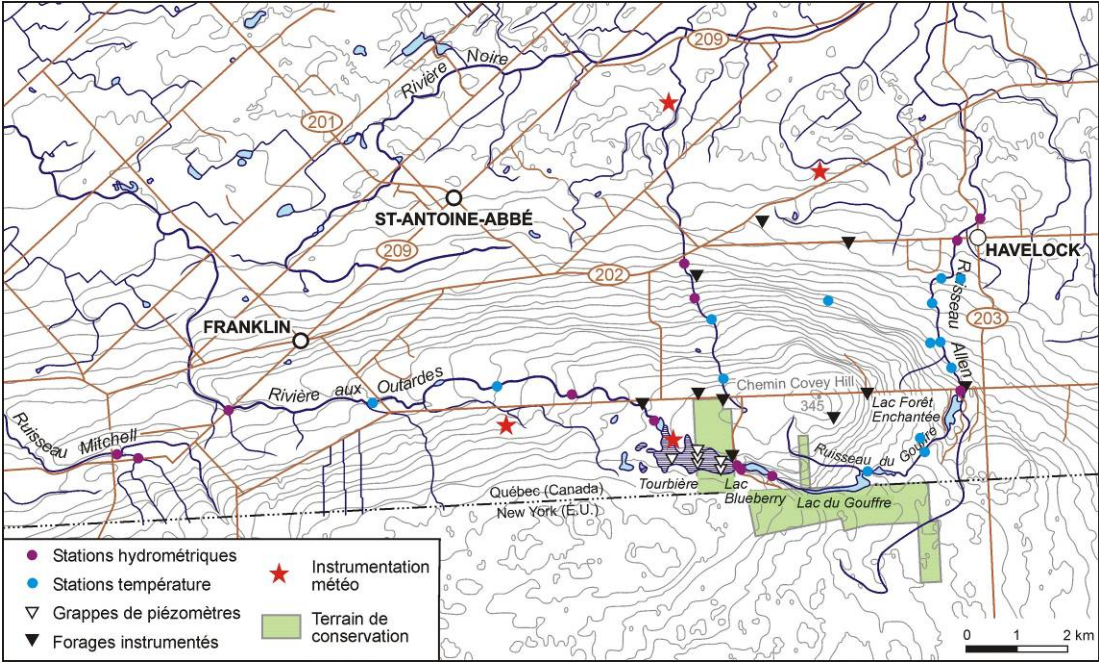 209
Rivière Noire
201
ST-ANTOINE-ABBÉ
209
202
HAVELOCK
Ruisseau Allen
203
FRANKLIN
Rivière aux Outardes
Chemin Covey Hill
345
Lac Forêt
Enchantée
Ruisseau Mitchell
Ruisseau du Gouffre
Tourbière
Lac
Blueberry
Lac du Gouffre
Québec (Canada)
New York (É.U.)
Stations hydrométriques
Stations température
Grappes de piézomètres
Forages instrumentés
Instrumentation
météo
Terrain de
conservation
0 1 2 km